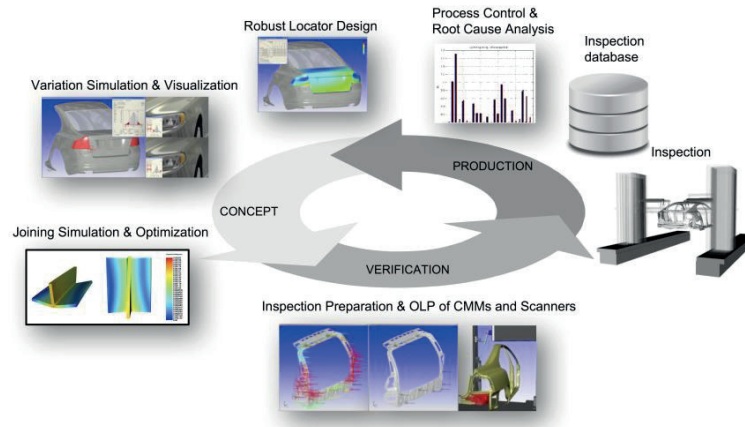 Robust Locator Design
Process Control &
Root Cause Analysis
Inspection
database
Variation Simulation & Visualization
Inspection
PRODUCTION
CONCEPT
Joining Simulation & Optimization
VERIFICATION
Inspection Preparation & OLP of CMMs and Scanners